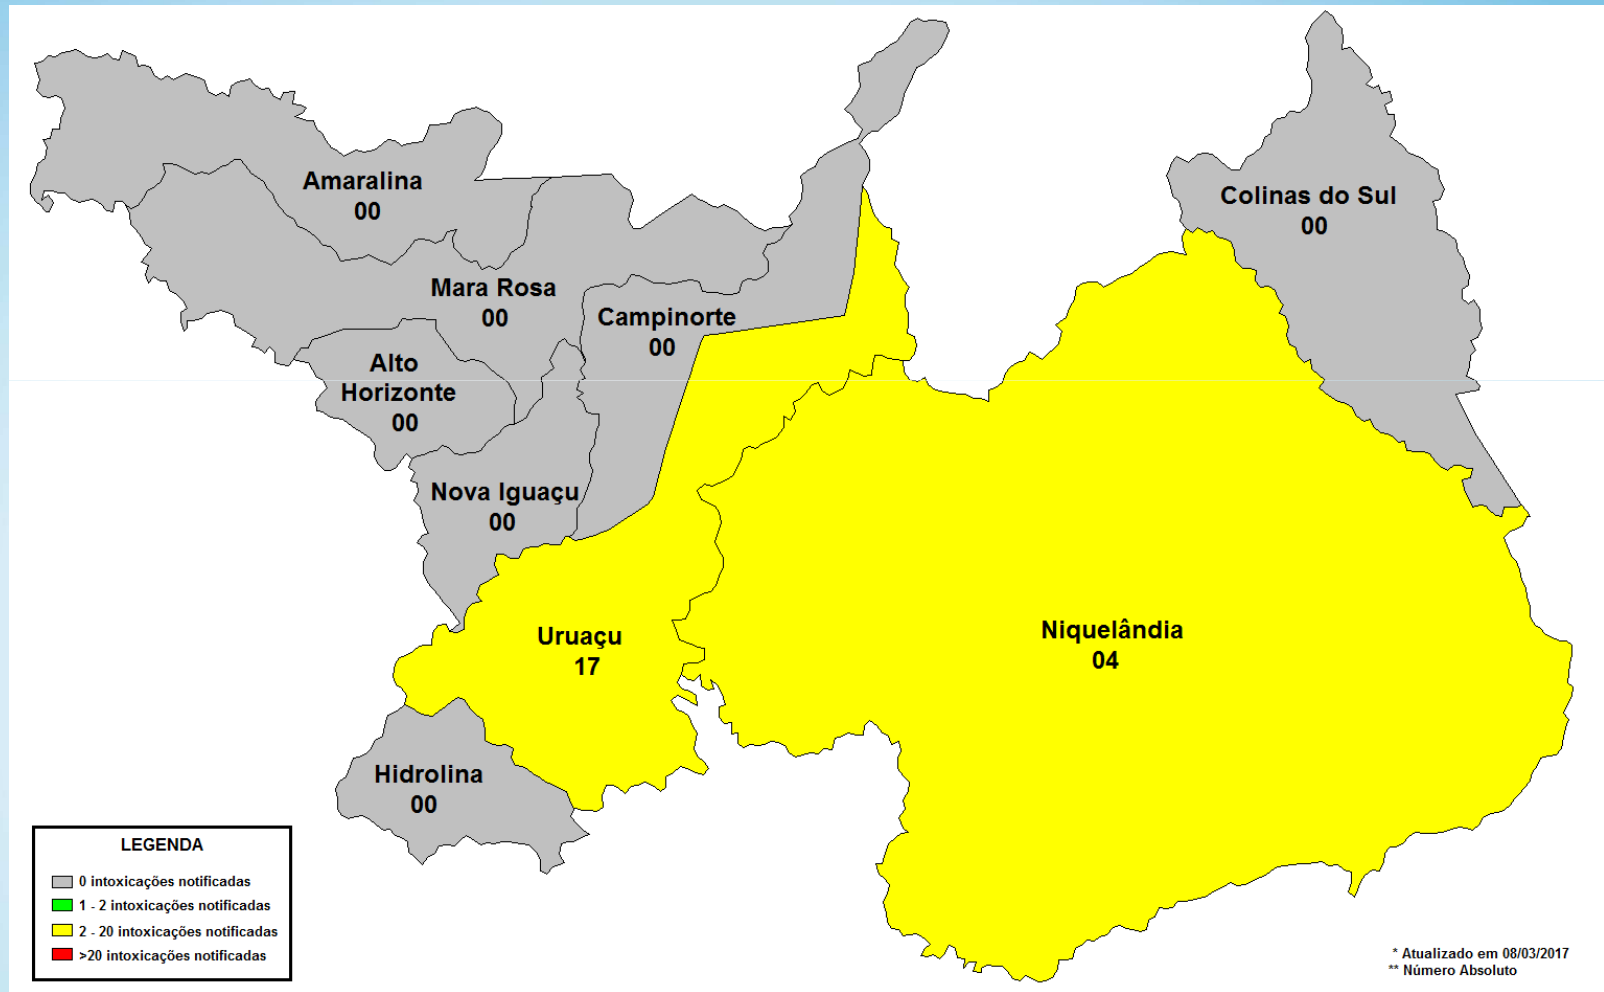 Amaralina
00
Colinas do Sul
00
Mara Rosa
00
Campinorte
00
Alto
Horizonte
00
Nova Iguaçu
00
Uruaçu
17
Niquelândia
04
Hidrolina
00
LEGENDA
0 intoxicações notificadas
1 - 2 intoxicações notificadas
2 - 20 intoxicações notificadas
>20 intoxicações notificadas
* Atualizado em 08/03/2017
** Número Absoluto